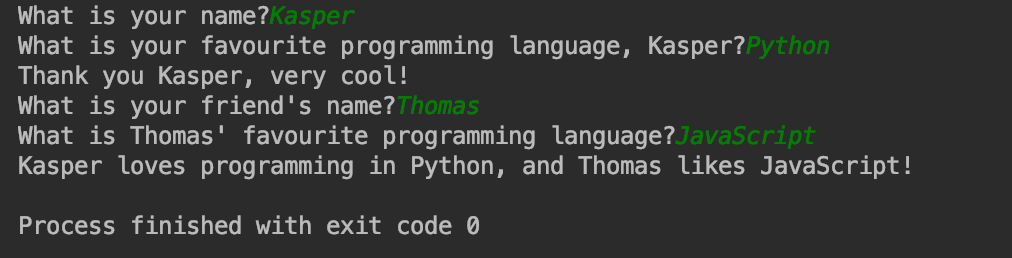 What is your name?Kasper
What is your favourite programming language, Kasper?Python
Thank you Kasper, very cool!
What is your friend's name?Thomas
What is Thomas' favourite programming language?JavaScript
Kasper loves programming in Python, and Thomas likes JavaScript!
Process finished with exit code 0